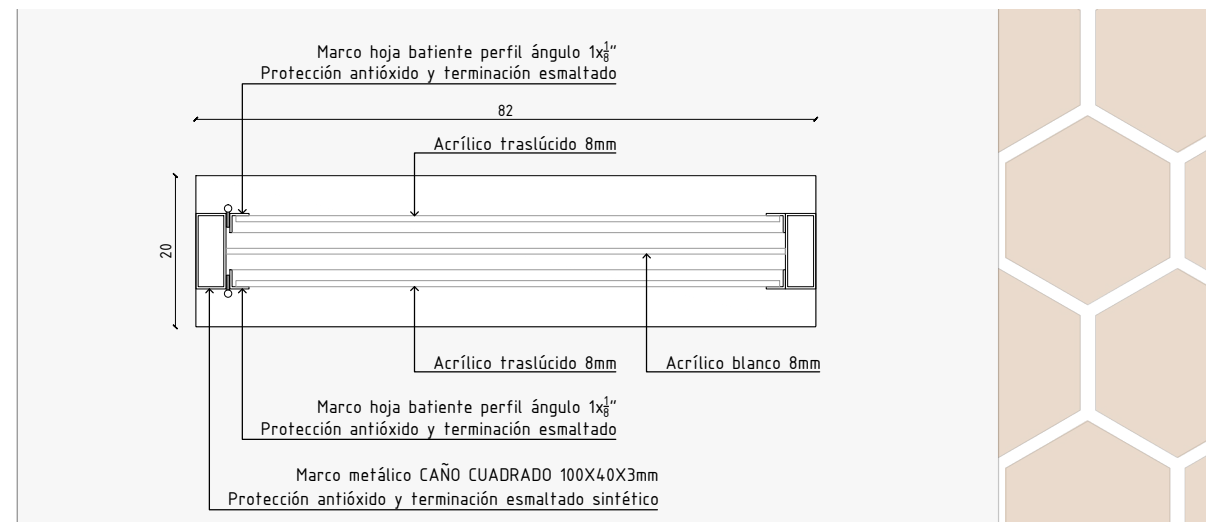 Marco hoja batiente perfil ángulo 1x⅛"
Protección antióxido y terminación esmaltado
82
Acrílico traslúcido 8mm
20
Acrílico traslúcido 8mm
Acrílico blanco 8mm
Marco hoja batiente perfil ángulo 1x⅛"
Protección antióxido y terminación esmaltado
Marco metálico CAÑO CUADRADO 100X40X3mm
Protección antióxido y terminación esmaltado sintético